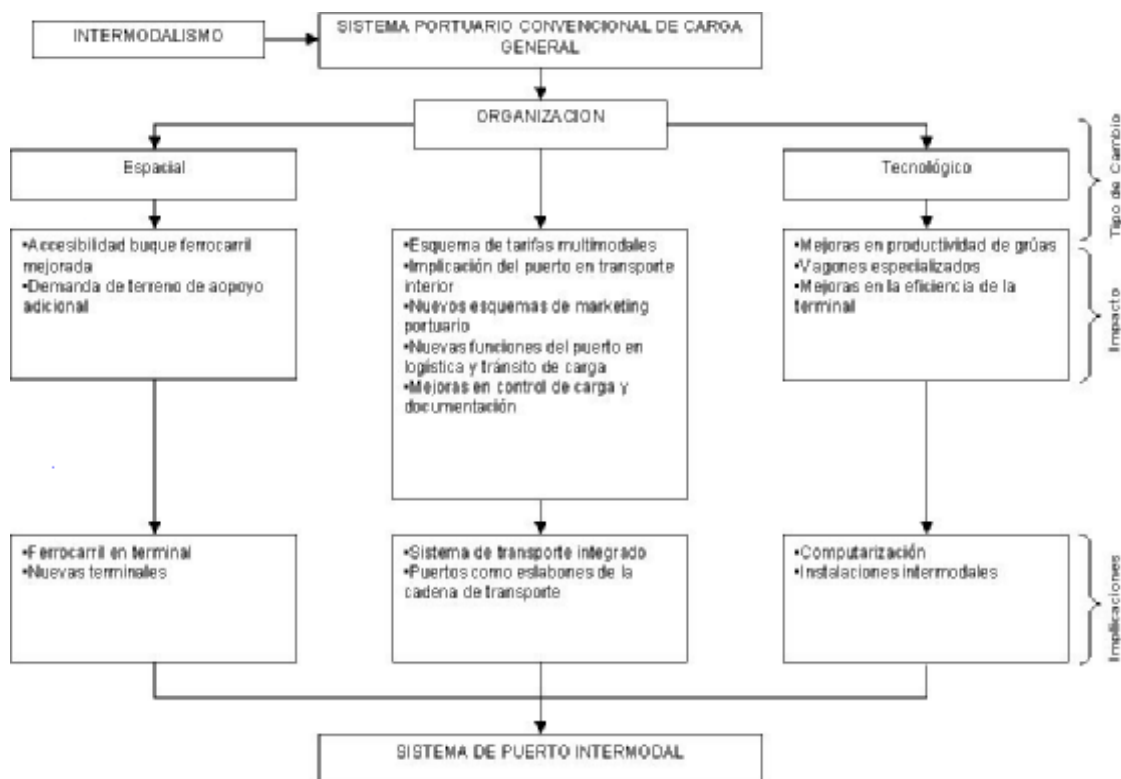 INTERMODALISMO
SISTEMA PORTUARIO CONVENCIONAL DE CARGA
GENERAL
ORGANIZACION
Espacial
Tecnológico
Tipo de Cambio
•Accesibilidad buque ferrocarril
mejorada
•Demanda de terreno de aopoyo
adicional
•Esquema de tarifas multimodales
•Implicación del puerto en transporte
interior
•Nuevos esquemas de marketing
portuario
•Nuevas funciones del puerto en
logística y tránsito de carga
•Mejoras en control de carga y
documentación
•Mejoras en productividad de grúas
•Vagones especializados
•Mejoras en la eficiencia de la
terminal
Impacto
•Ferrocarril en terminal
•Nuevas terminales
•Sistema de transporte integrado
•Puertos como eslabones de la
cadena de transporte
•Computarización
•Instalaciones intermodales
Implicaciones
SISTEMA DE PUERTO INTERMODAL